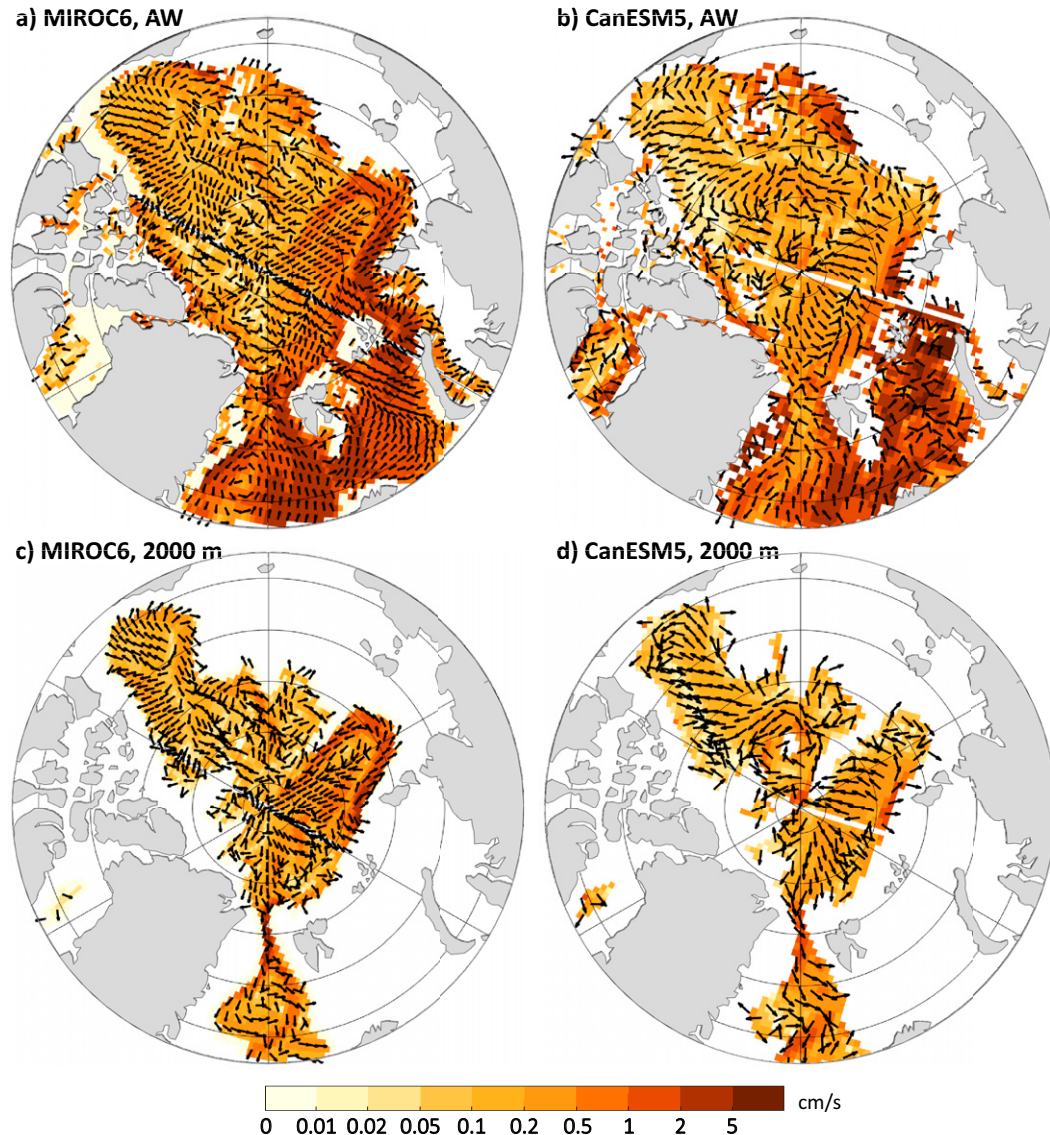 a) MIROC6, AW
b) CanESM5, AW
c) MIROC6, 2000 m
d) CanESM5, 2000 m
cm/s
0 0.01 0.02 0.05 0.1 0.2 0.5 1 2 5